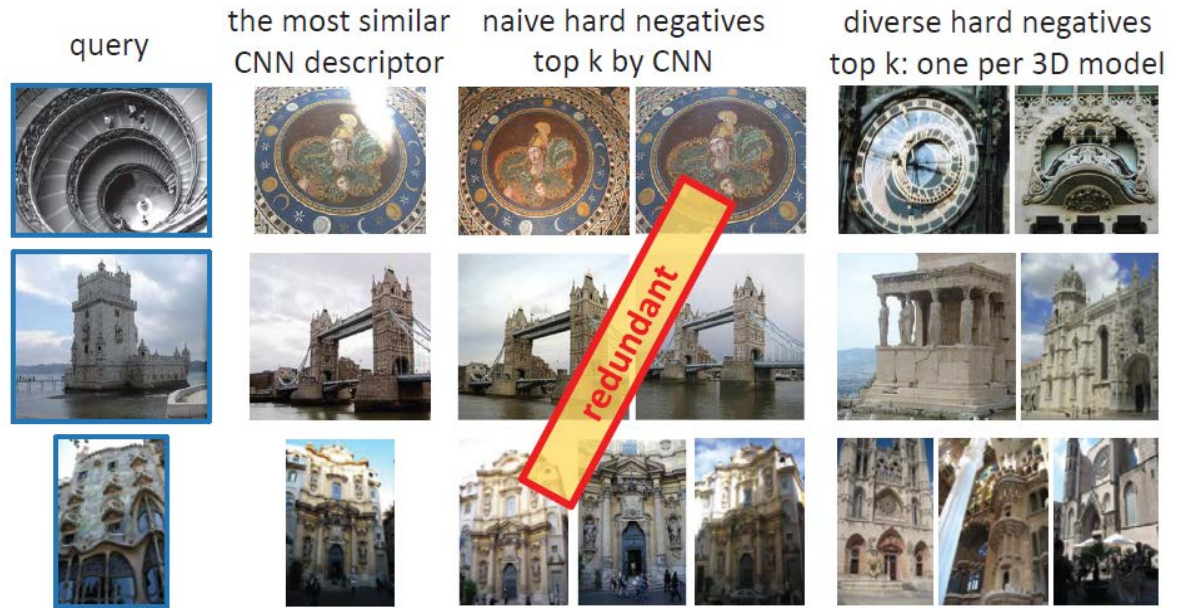 query
the most similar
CNN descriptor
naive hard negatives
top k by CNN
diverse hard negatives
top k: one per 3D model
redundant